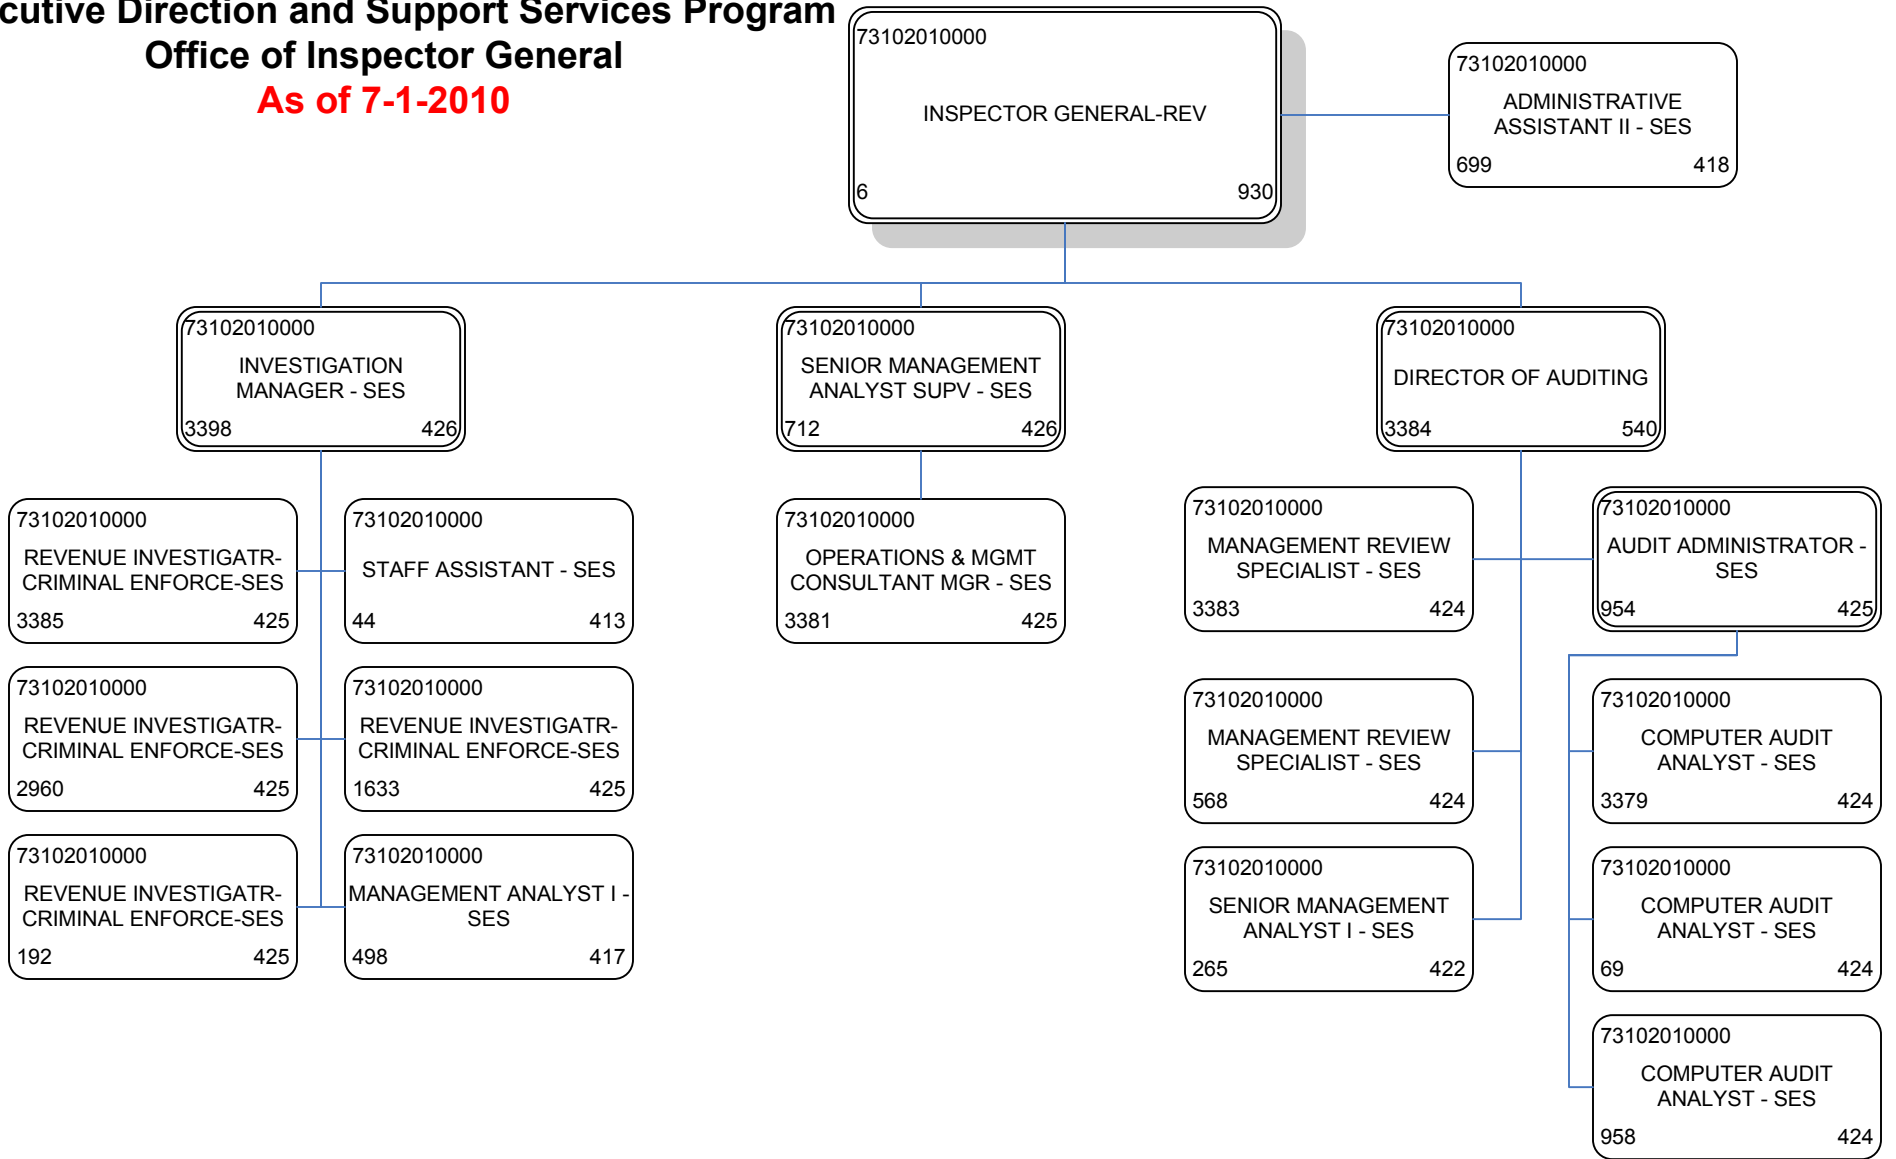 cutive Direction and Support Services Program
Office of Inspector General
As of 7-1-2010
73102010000
INSPECTOR GENERAL-REV
6 930
73102010000
ADMINISTRATIVE
ASSISTANT II - SES
699 418
73102010000
INVESTIGATION
MANAGER - SES
3398 426
73102010000
SENIOR MANAGEMENT
ANALYST SUPV - SES
712 426
73102010000
DIRECTOR OF AUDITING
3384 540
73102010000
REVENUE INVESTIGATR-
CRIMINAL ENFORCE-SES
3385 425
73102010000
STAFF ASSISTANT - SES
44 413
73102010000
REVENUE INVESTIGATR-
CRIMINAL ENFORCE-SES
2960 425
73102010000
REVENUE INVESTIGATR-
CRIMINAL ENFORCE-SES
1633 425
73102010000
REVENUE INVESTIGATR-
CRIMINAL ENFORCE-SES
192 425
73102010000
MANAGEMENT ANALYST I -
SES
498 417
73102010000
OPERATIONS & MGMT
CONSULTANT MGR - SES
3381 425
73102010000
MANAGEMENT REVIEW
SPECIALIST - SES
3383 424
73102010000
AUDIT ADMINISTRATOR -
SES
954 425
73102010000
MANAGEMENT REVIEW
SPECIALIST - SES
568 424
73102010000
SENIOR MANAGEMENT
ANALYST I - SES
265 422
73102010000
COMPUTER AUDIT
ANALYST - SES
3379 424
73102010000
COMPUTER AUDIT
ANALYST - SES
69 424
73102010000
COMPUTER AUDIT
ANALYST - SES
958 424